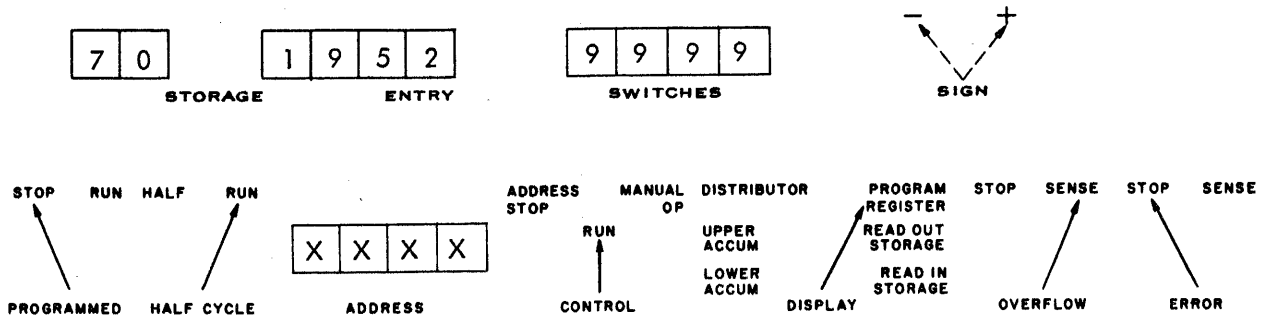 7 0 1 9 5 2 9 9 9 9 - +
STORAGE ENTRY SWITCHES SIGN
STOP RUN HALF RUN ADDRESS STOP MANUAL OP DISTRIBUTOR PROGRAM REGISTER STOP SENSE STOP SENSE
X X X X RUN UPPER ACCUM READ OUT STORAGE
LOWER ACCUM READ IN STORAGE
PROGRAMMED HALF CYCLE ADDRESS CONTROL DISPLAY OVERFLOW ERROR